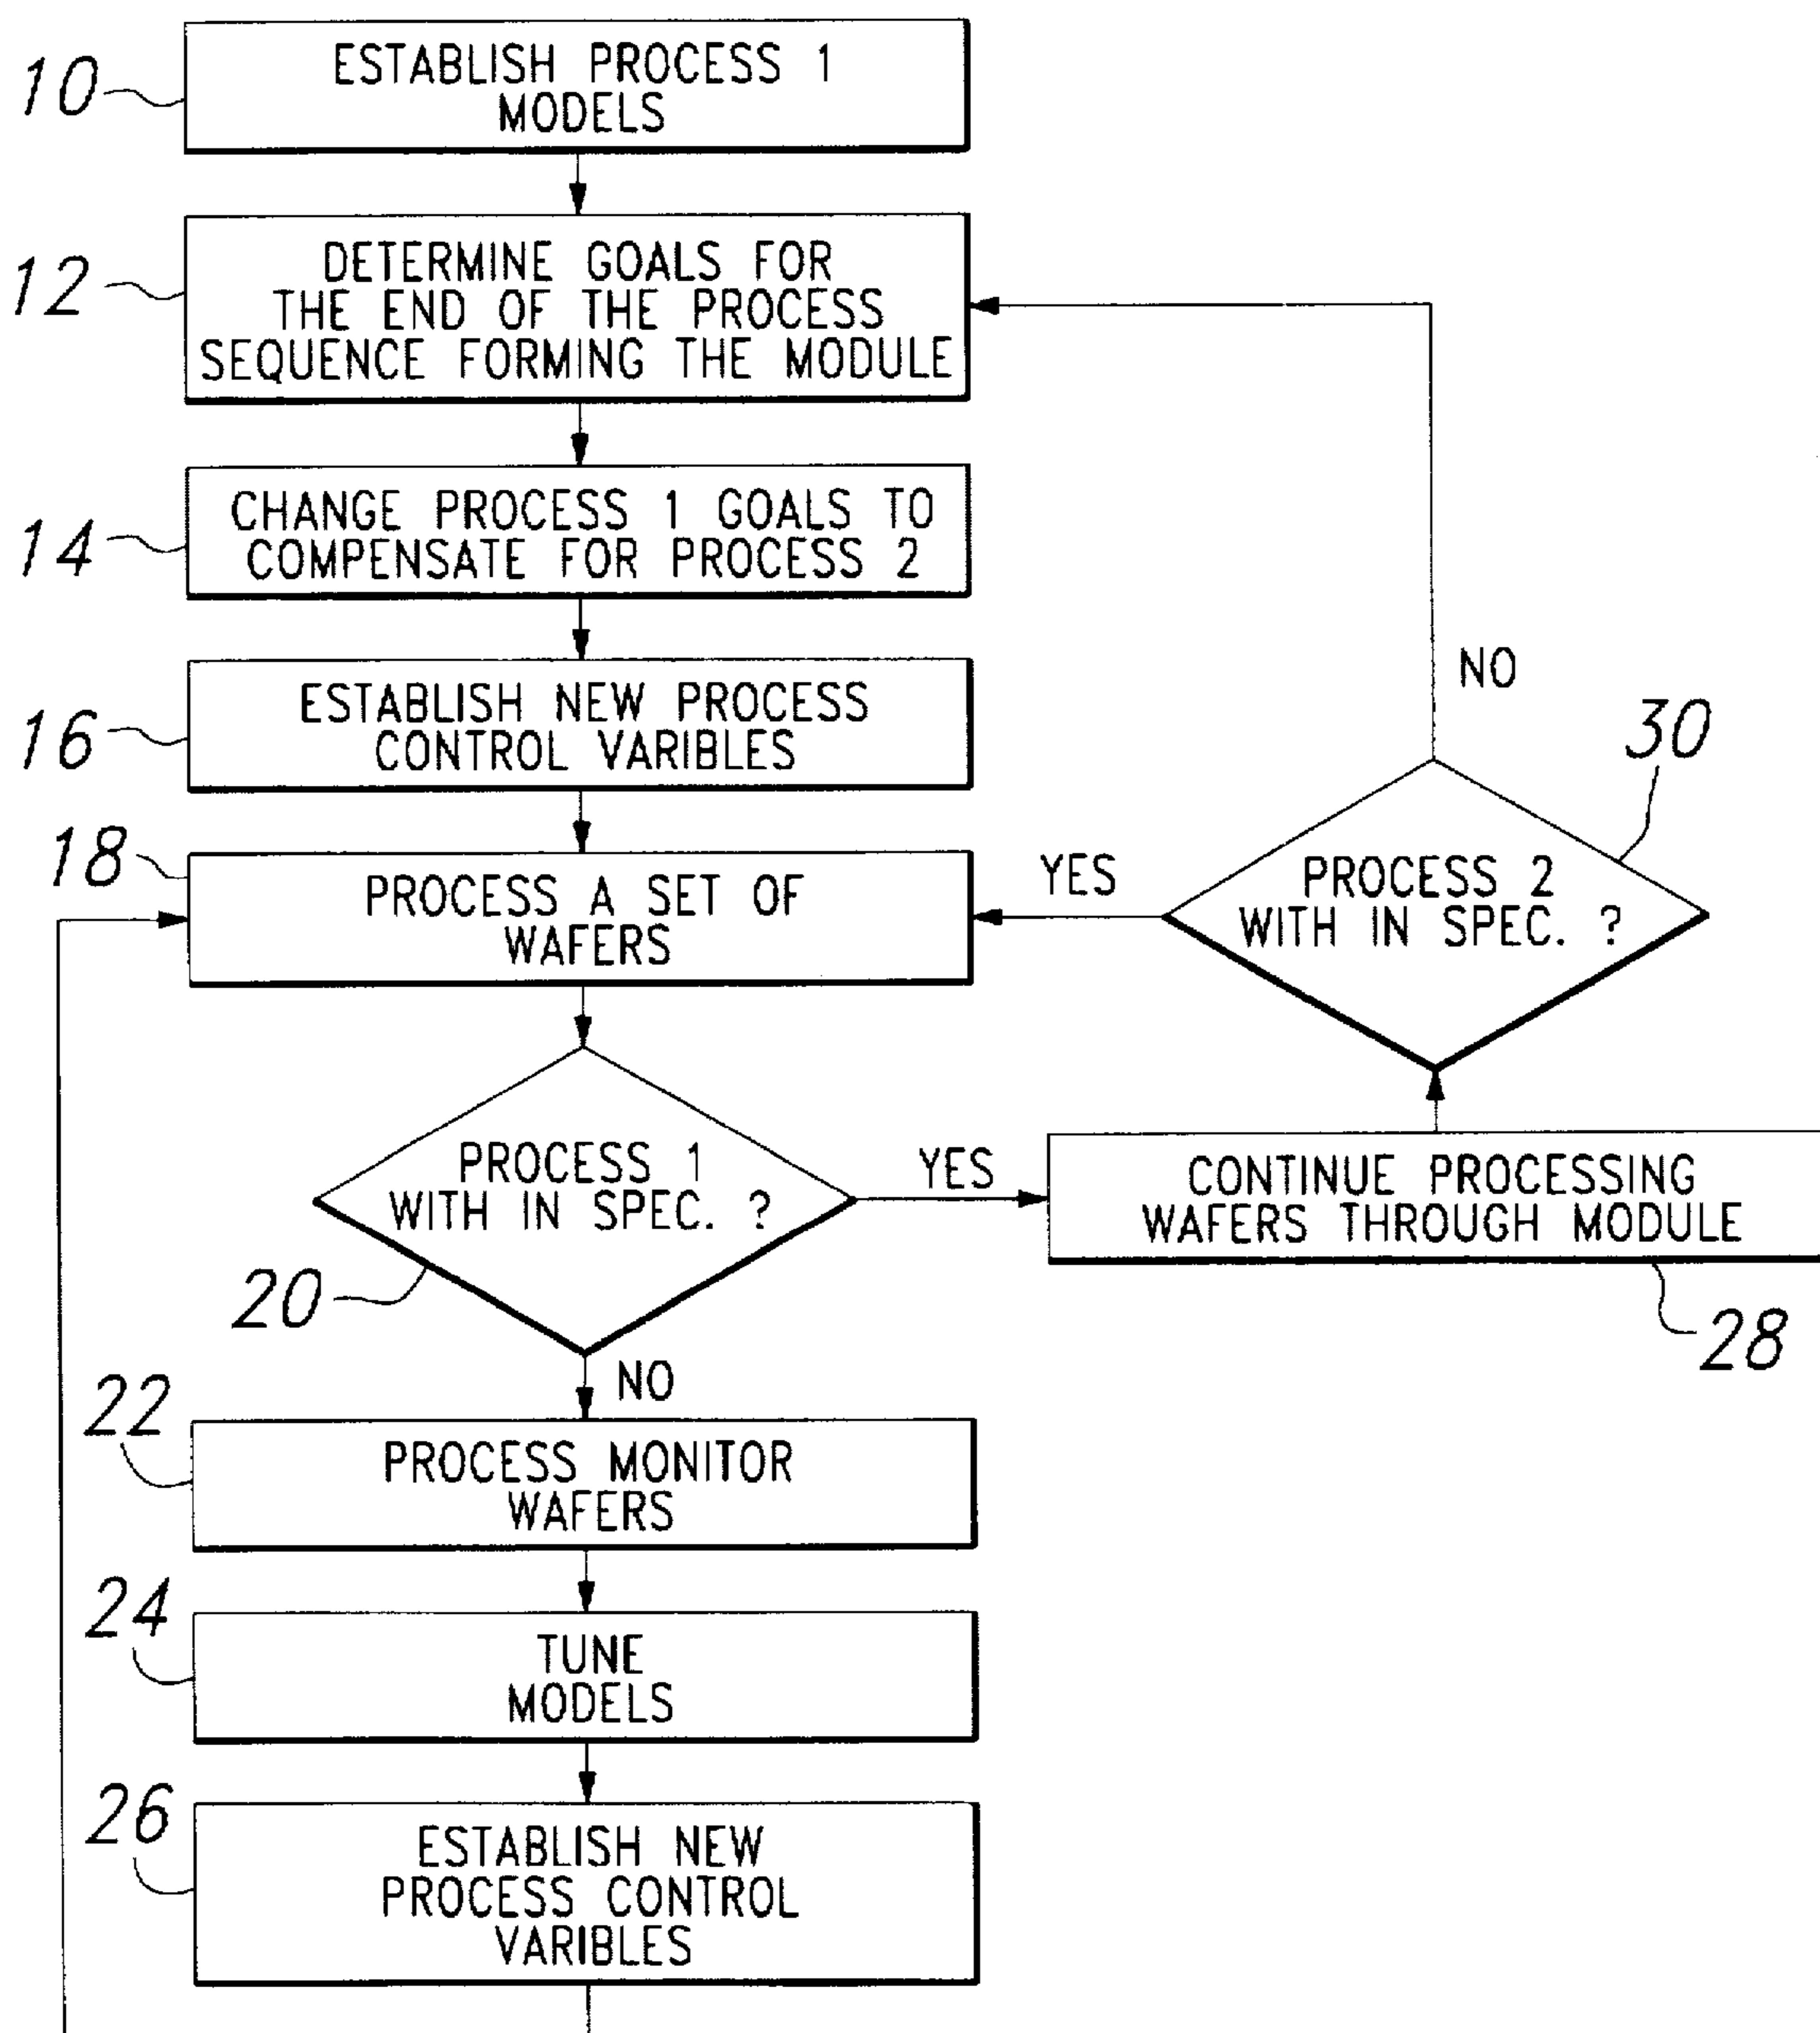 10
ESTABLISH PROCESS 1
MODELS
12
DETERMINE GOALS FOR
THE END OF THE PROCESS
SEQUENCE FORMING THE MODULE
14
CHANGE PROCESS 1 GOALS TO
COMPENSATE FOR PROCESS 2
16
ESTABLISH NEW PROCESS
CONTROL VARIBLES
NO
30
18
PROCESS A SET OF
WAFERS
YES
PROCESS 2
WITH IN SPEC. ?
PROCESS 1
WITH IN SPEC. ?
20
YES
CONTINUE PROCESSING
WAFERS THROUGH MODULE
28
NO
22
PROCESS MONITOR
WAFERS
24
TUNE
MODELS
26
ESTABLISH NEW
PROCESS CONTROL
VARIBLES